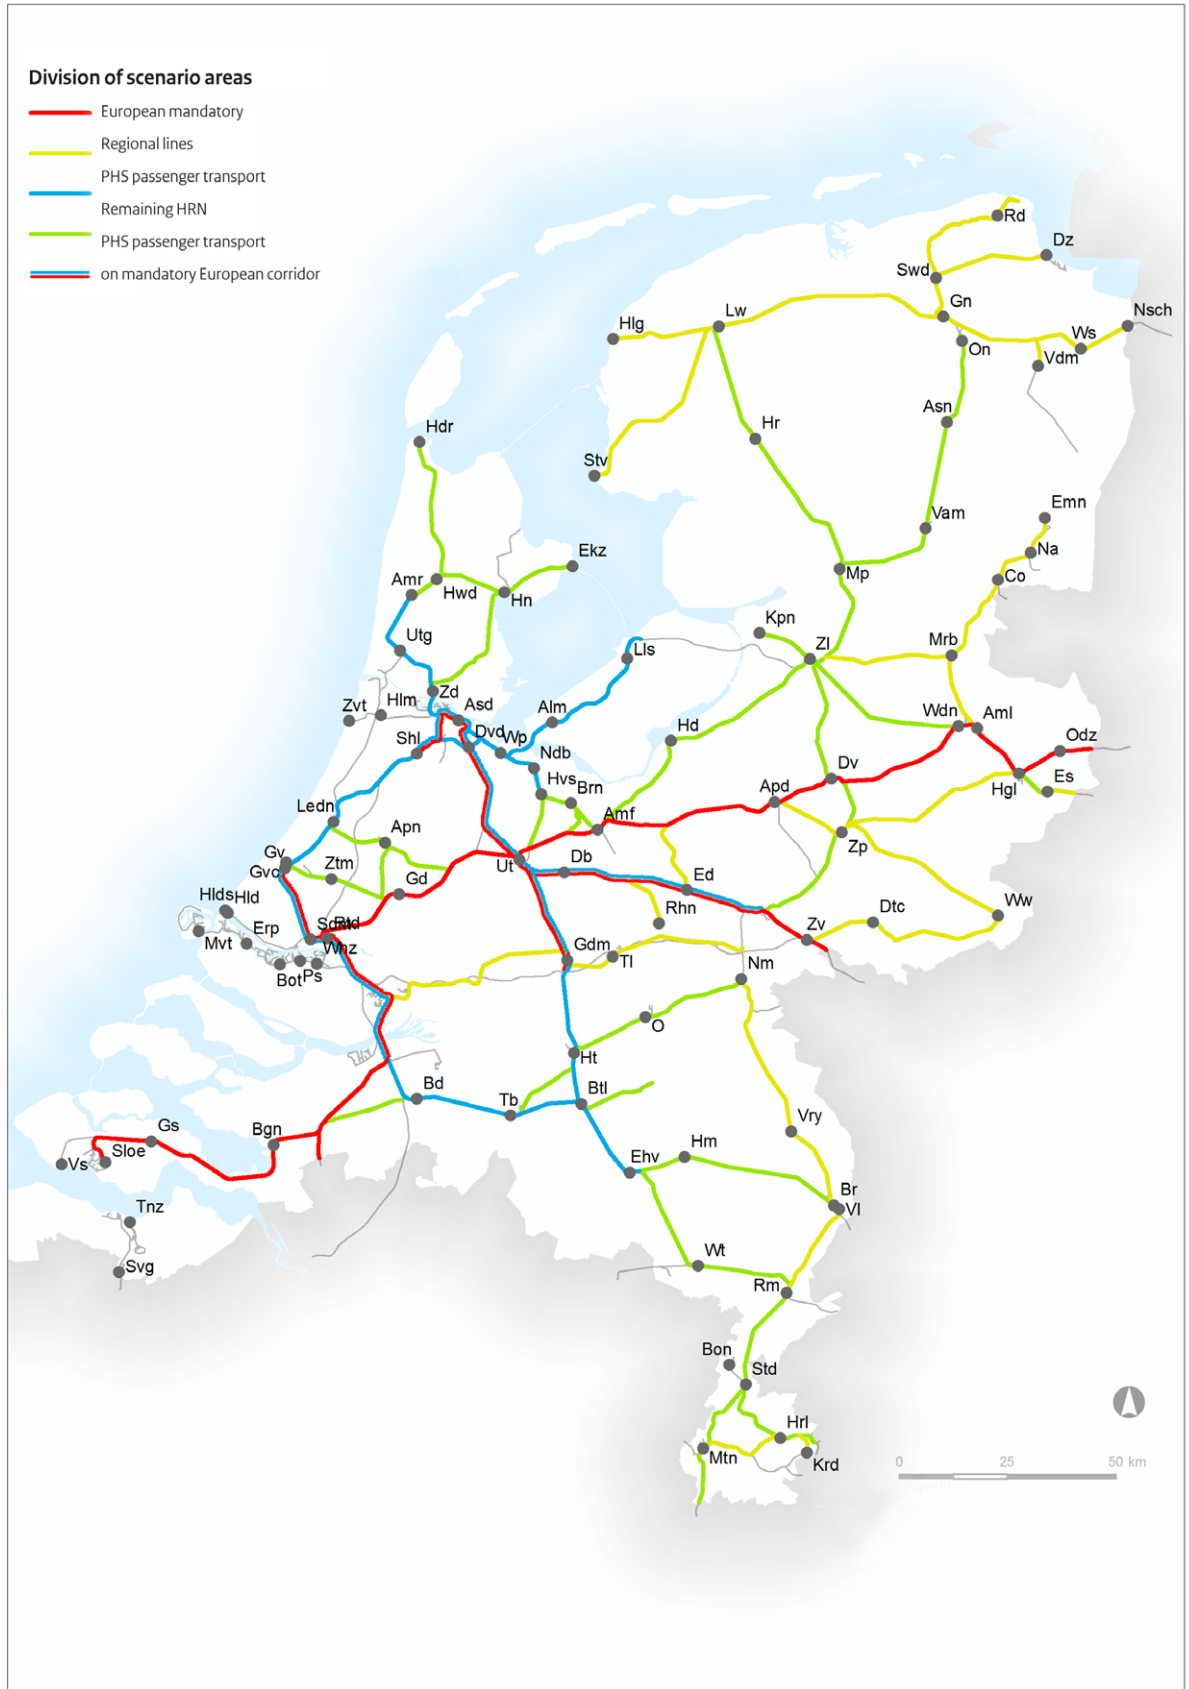 Division of scenario areas
European mandatory
Regional lines
PHS passenger transport
Remaining HRN
PHS passenger transport
on mandatory European corridor
Rd
Dz
Swd
Gn
Nsch
Lw
Hlg
Ws
On
Vdm
Asn
Hr
Hdr
Stv
Emn
Vam
Na
Ekz
Mp
Co
Amr
Hwd
Hn
Kpn
Utg
Lls
Zl
Mrb
Zd
Hlm
Zvt
Asd
Alm
Wdn
Aml
Shl
Dvd
Wp
Hd
Odz
Ndb
Dv
Hvs
Brn
Apd
Hgl
Es
Ledn
Amf
Apn
Zp
Gv
Gvc
Ztm
Gd
Ut
Db
Ed
Hlds
Hld
Rhn
Dtc
Ww
Erp
Sdm
Rtd
Mvt
Whz
Zv
Gdm
Tl
Bot
Ps
Nm
O
Ht
Bd
Tb
Btl
Gs
Bgn
Vry
Sloe
Vs
Ehv
Hm
Br
Vl
Tnz
Wt
Svg
Rm
Bon
Std
Hrl
Mtn
Krd
0 25 50 km